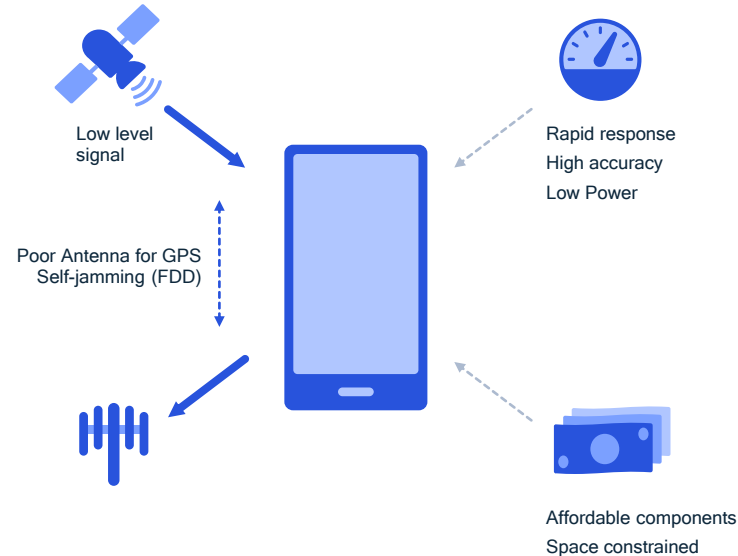 Low level
signal
Rapid response
High accuracy
Low Power
Poor Antenna for GPS
Self-jamming (FDD)
Affordable components
Space constrained